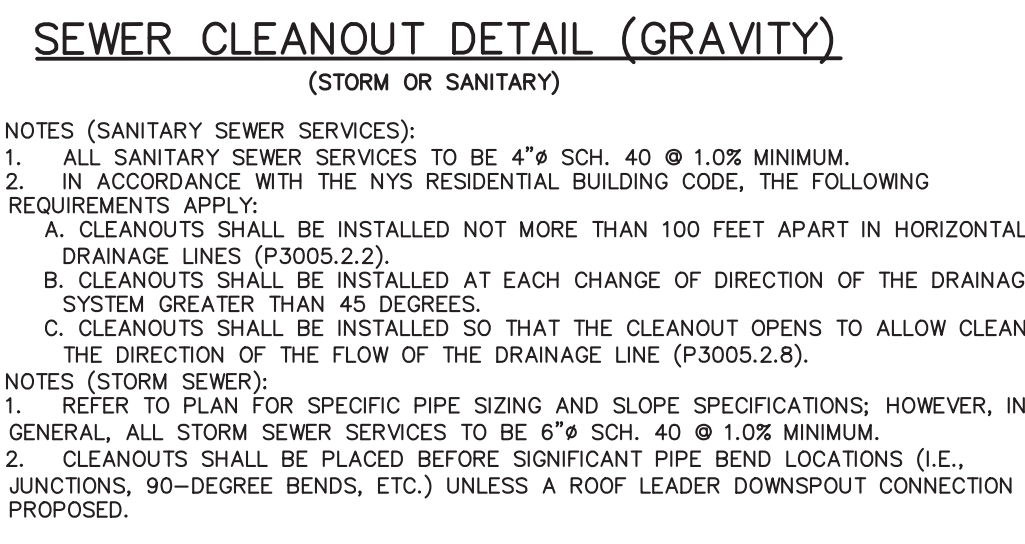 SEWER CLEANOUT DETAIL (GRAVITY)
(STORM OR SANITARY)
NOTES (SANITARY SEWER SERVICES):
1. ALL SANITARY SEWER SERVICES TO BE 4"ø SCH. 40 @ 1.0% MINIMUM.
2. IN ACCORDANCE WITH THE NYS RESIDENTIAL BUILDING CODE, THE FOLLOWING
REQUIREMENTS APPLY:
A. CLEANOUTS SHALL BE INSTALLED NOT MORE THAN 100 FEET APART IN HORIZONTAL
DRAINAGE LINES (P3005.2.2).
B. CLEANOUTS SHALL BE INSTALLED AT EACH CHANGE OF DIRECTION OF THE DRAINAG
SYSTEM GREATER THAN 45 DEGREES.
C. CLEANOUTS SHALL BE INSTALLED SO THAT THE CLEANOUT OPENS TO ALLOW CLEAN
THE DIRECTION OF THE FLOW OF THE DRAINAGE LINE (P3005.2.8).
NOTES (STORM SEWER):
1. REFER TO PLAN FOR SPECIFIC PIPE SIZING AND SLOPE SPECIFICATIONS; HOWEVER, IN
GENERAL, ALL STORM SEWER SERVICES TO BE 6"ø SCH. 40 @ 1.0% MINIMUM.
2. CLEANOUTS SHALL BE PLACED BEFORE SIGNIFICANT PIPE BEND LOCATIONS (I.E.,
JUNCTIONS, 90–DEGREE BENDS, ETC.) UNLESS A ROOF LEADER DOWNSPOUT CONNECTION
PROPOSED.